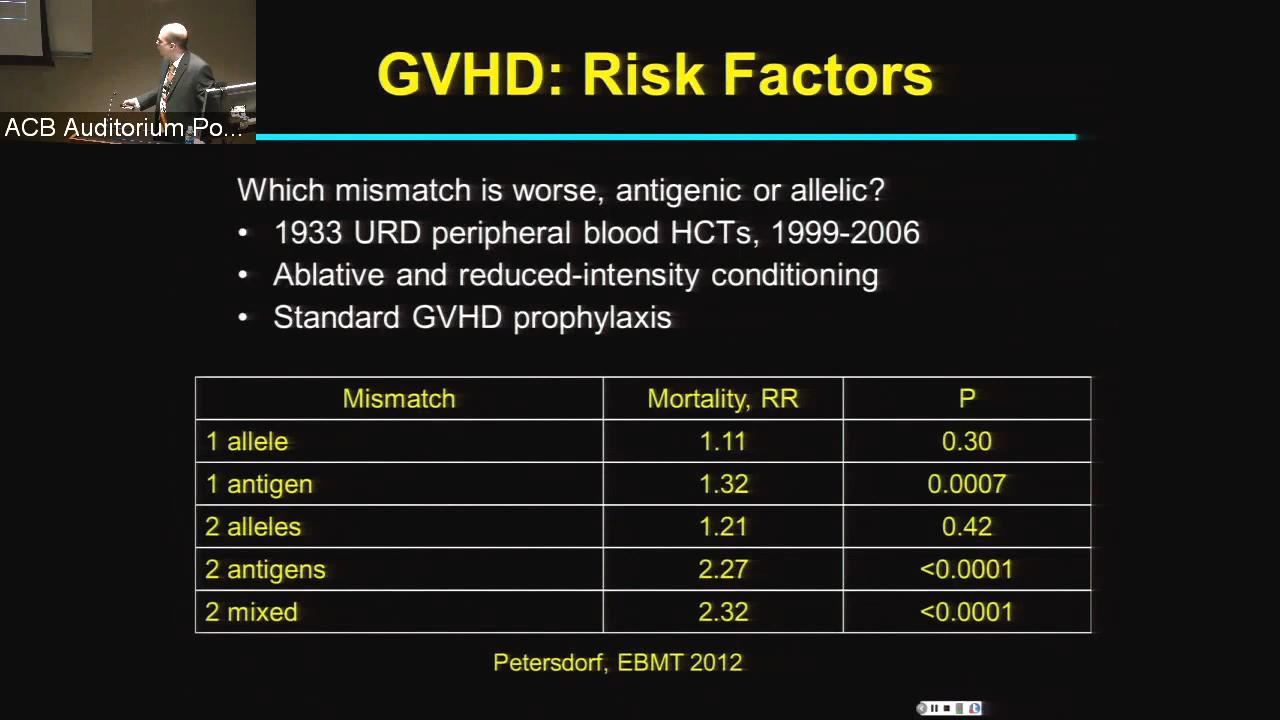 GVHD: Risk Factors
ACB Auditorium Po...
Which mismatch is worse, antigenic or allelic?
• 1933 URD peripheral blood HCTs, 1999-2006
• Ablative and reduced-intensity conditioning
• Standard GVHD prophylaxis
Mismatch Mortality, RR P
1 allele 1.11 0.30
1 antigen 1.32 0.0007
2 alleles 1.21 0.42
2 antigens 2.27 <0.0001
2 mixed 2.32 <0.0001
Petersdorf, EBMT 2012